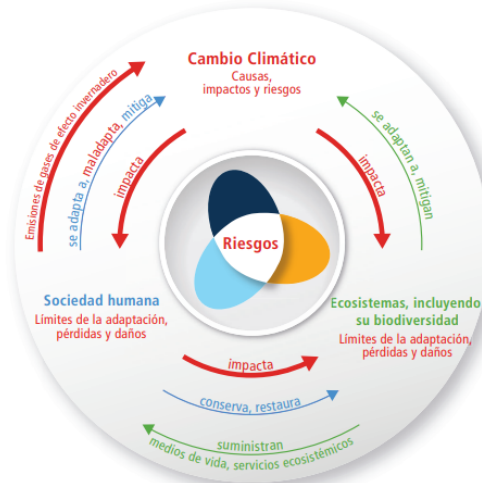 Cambio Climático
Causas,
impactos y riesgos
Emisiones de gases de efecto invernadero
se adapta a, maladapta, mitiga
impacta
impacta
se adaptan a, mitigan
Riesgos
Sociedad humana
Límites de la adaptación,
pérdidas y daños
Ecosistemas, incluyendo
su biodiversidad
Límites de la adaptación,
pérdidas y daños
impacta
conserva, restaura
suministran
medios de vida, servicios ecosistémicos